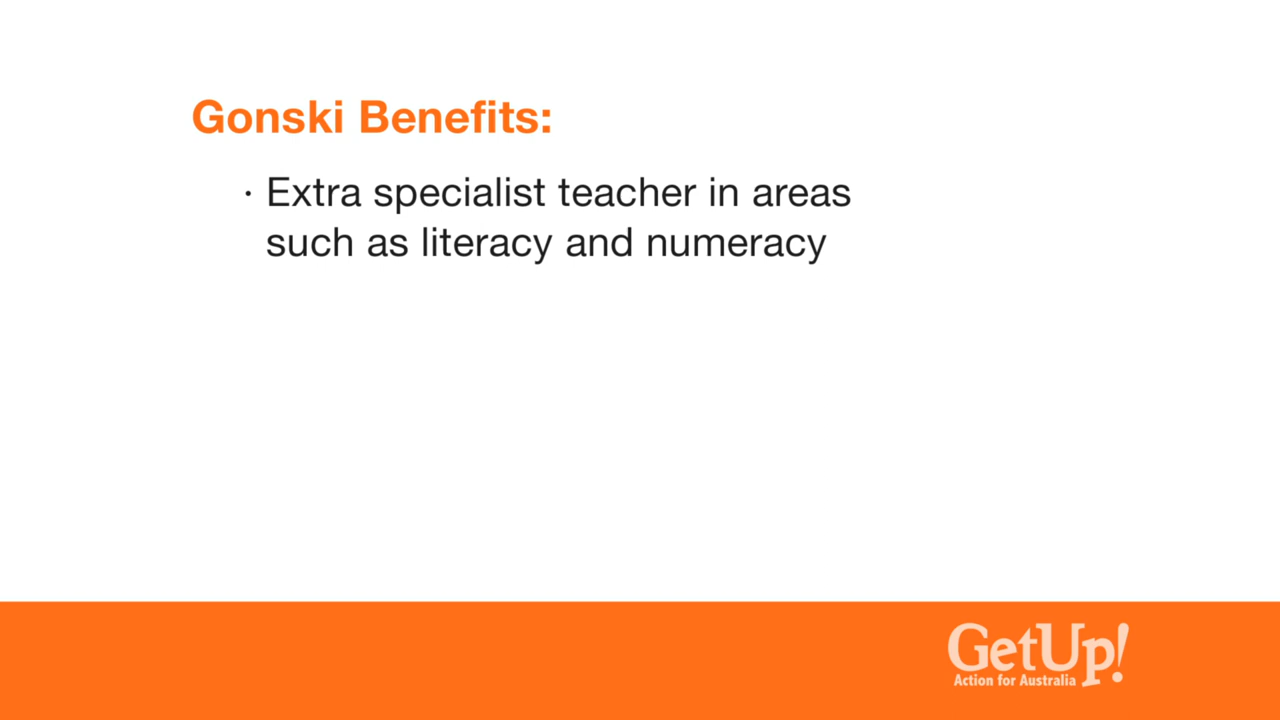 Gonski Benefits:
· Extra specialist teacher in areas
such as literacy and numeracy
GetUp!
Action for Australia